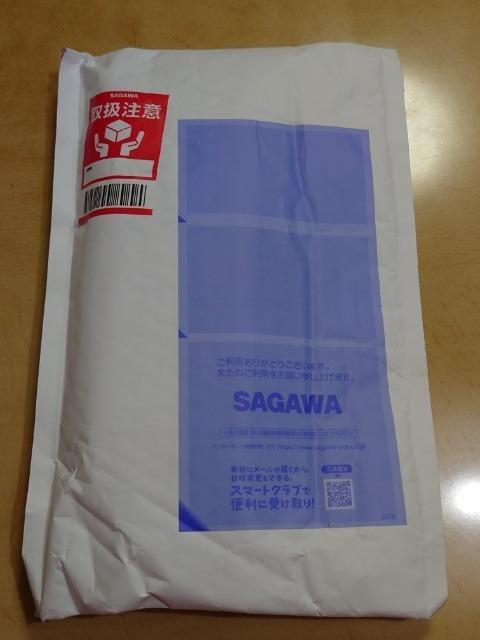 SAGAWA
取扱注意
ご利用ありがとうございます。
またのご利用をお願い申し上げます。
SAGAWA
事前にメールが届くから、
日時変更もできる。
スマートクラブで
便利に受け取り!